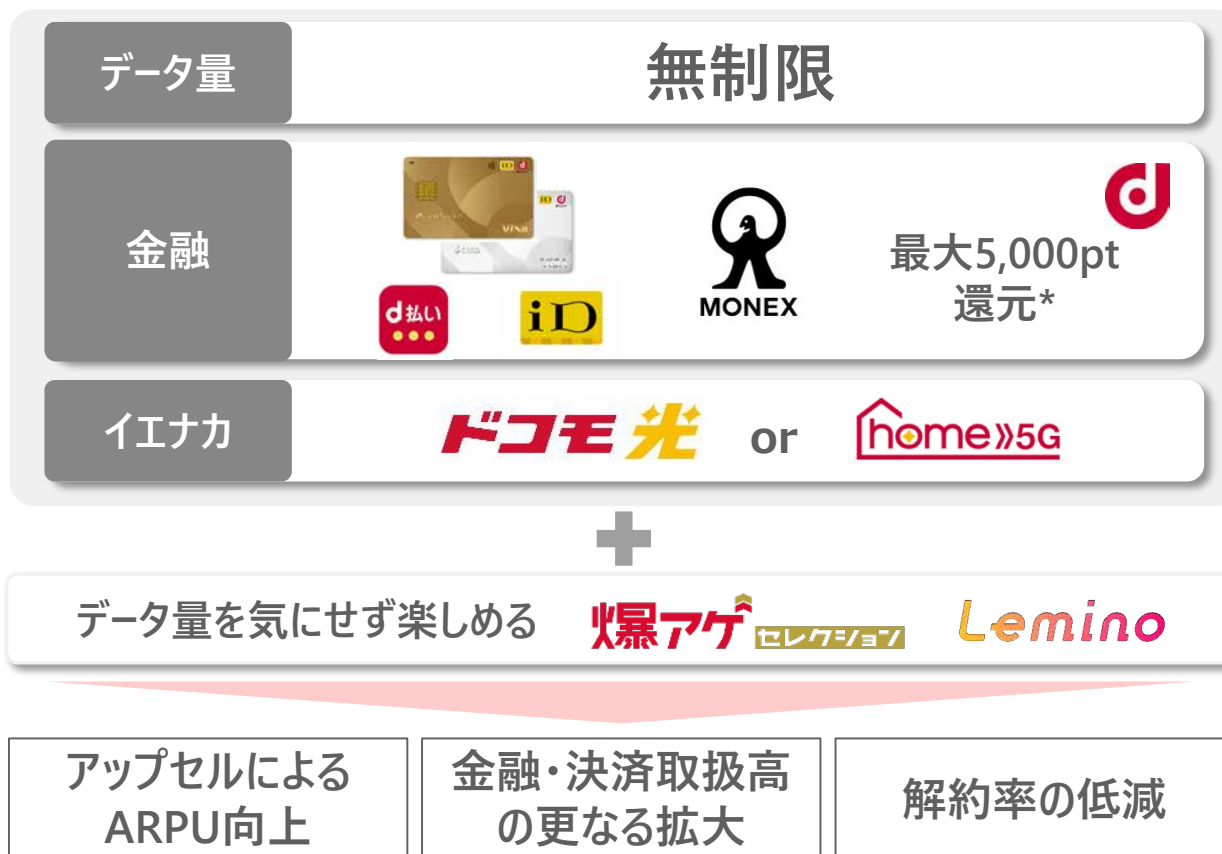 データ量
無制限
金融
iD d
VISA
iD d
VISA
d払い
iD
MONEX
d
最大5,000pt
還元*
イエナカ
ドコモ光 or home 5G
データ量を気にせず楽しめる 爆アゲ セレクション Lemino
アップセルによる
ARPU向上
金融・決済取扱高
の更なる拡大
解約率の低減